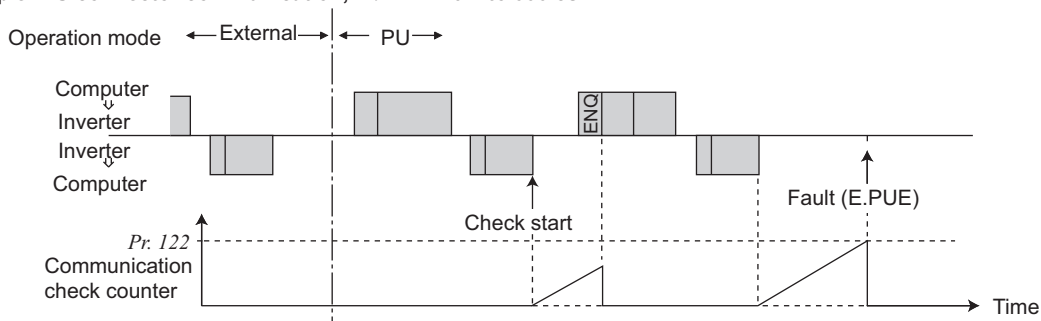 Operation mode
External
PU
Computer
⇩
Inverter
Inverter
⇩
Computer
ENQ
Fault (E.PUE)
Check start
Pr. 122
Communication
check counter
Time